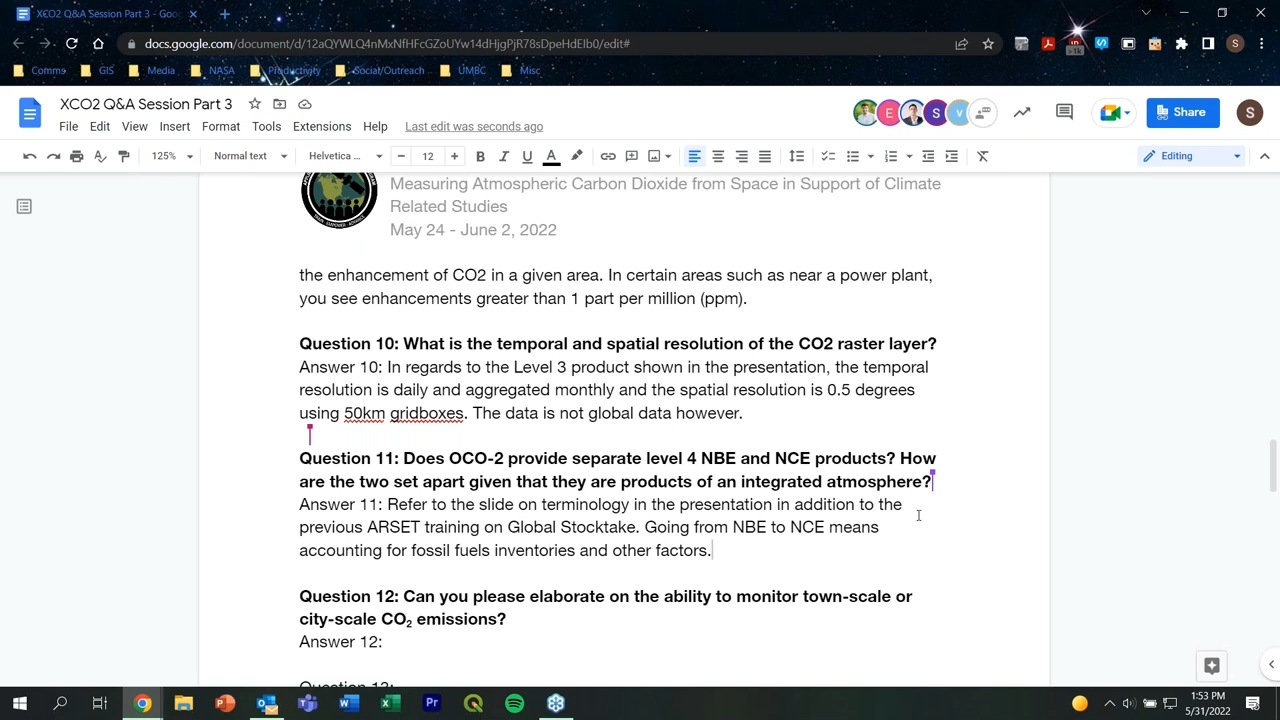 XCO2 Q&A Session Part 3 - Goo
docs.google.com/document/d/12aQYWLQ4nMxNfHFcGZoUYw14dHjgPjR78sDpeHdEIb0/edit#
S
Comms GIS Media NASA Productivity Social/Outreach UMBC Misc
XCO2 Q&A Session Part 3
E S v Share S
File Edit View Insert Format Tools Extensions Help Last edit was seconds ago
125% Normal text Helvetica ... 12 B I U A Editing
Measuring Atmospheric Carbon Dioxide from Space in Support of Climate
Related Studies
May 24 - June 2, 2022
the enhancement of CO2 in a given area. In certain areas such as near a power plant,
you see enhancements greater than 1 part per million (ppm).
Question 10: What is the temporal and spatial resolution of the CO2 raster layer?
Answer 10: In regards to the Level 3 product shown in the presentation, the temporal
resolution is daily and aggregated monthly and the spatial resolution is 0.5 degrees
using 50km gridboxes. The data is not global data however.
Question 11: Does OCO-2 provide separate level 4 NBE and NCE products? How
are the two set apart given that they are products of an integrated atmosphere?
Answer 11: Refer to the slide on terminology in the presentation in addition to the
previous ARSET training on Global Stocktake. Going from NBE to NCE means
accounting for fossil fuels inventories and other factors.
Question 12: Can you please elaborate on the ability to monitor town-scale or
city-scale CO₂ emissions?
Answer 12:
Question 13:
1:53 PM
5/31/2022